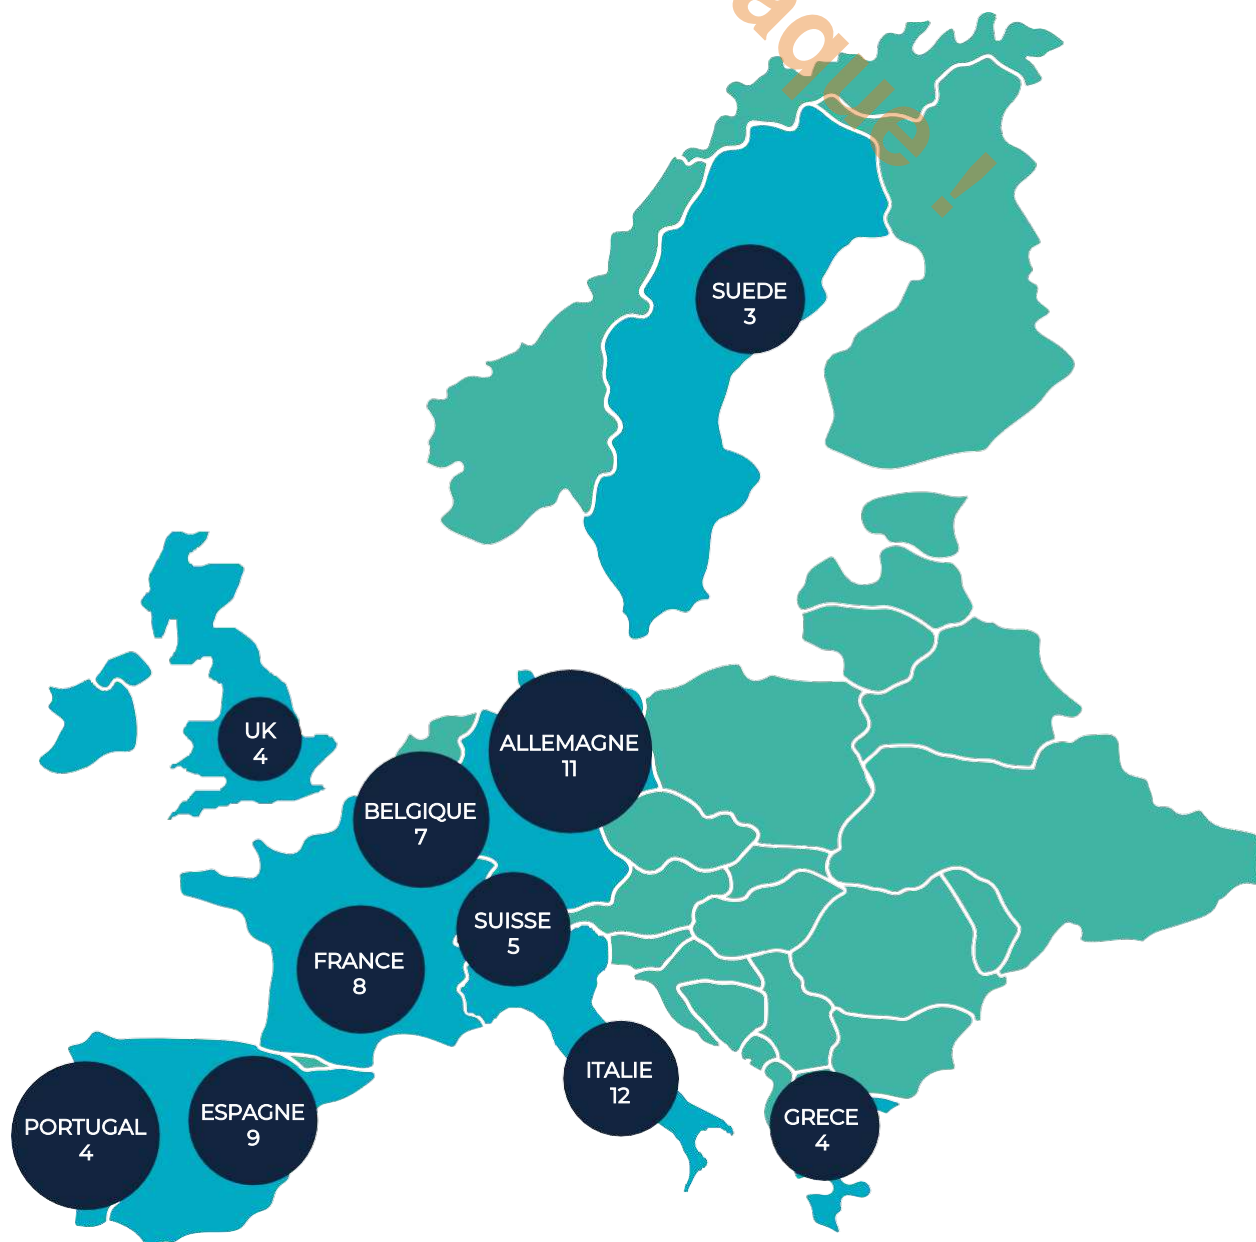 aque !
SUEDE
3
UK
4
ALLEMAGNE
11
BELGIQUE
7
SUISSE
5
FRANCE
8
ITALIE
12
ESPAGNE
9
PORTUGAL
4
GRECE
4